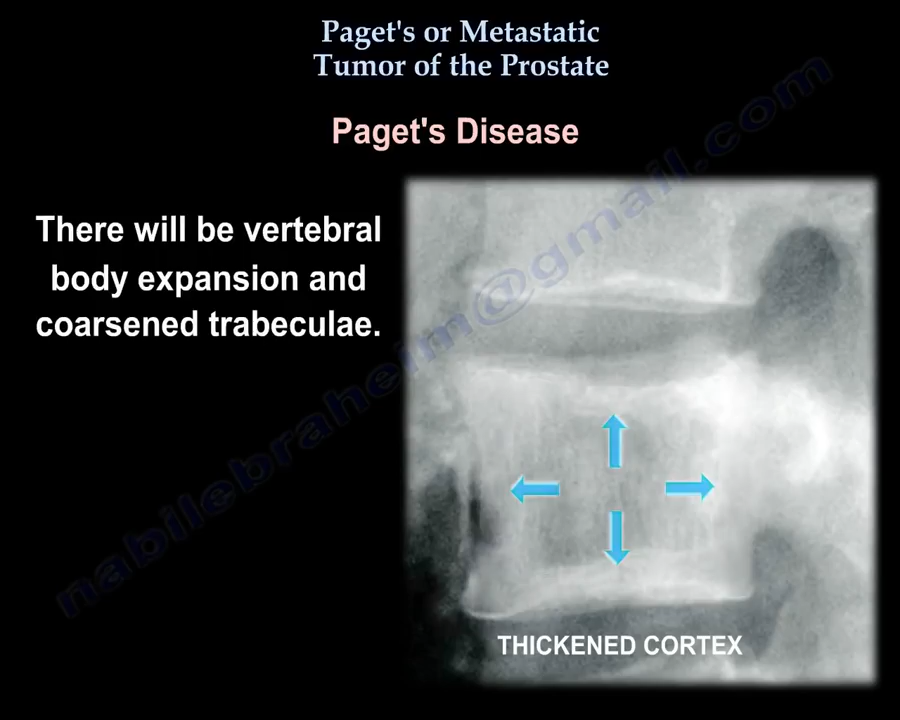 Paget's or Metastatic
Tumor of the Prostate
Paget's Disease
There will be vertebral
body expansion and
coarsened trabeculae.
THICKENED CORTEX
nabilebraheim@gmail.com